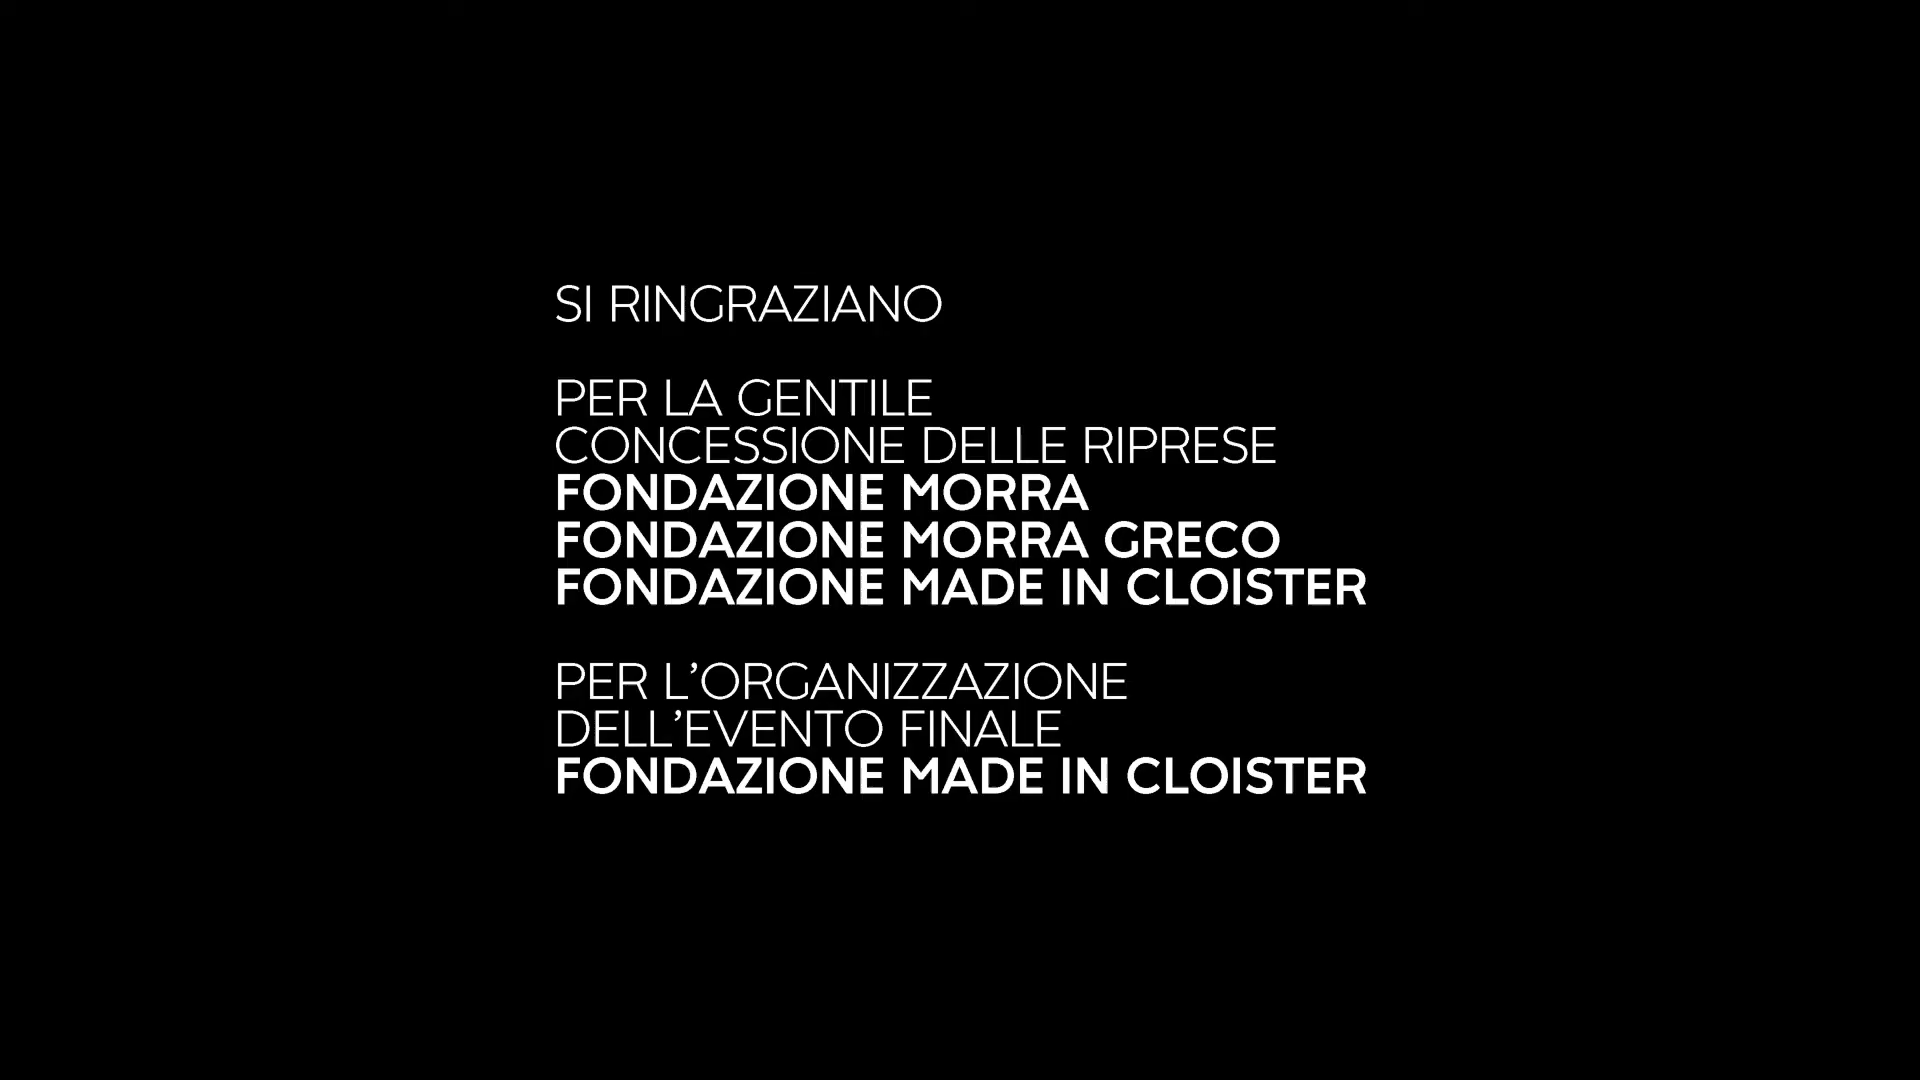 SI RINGRAZIANO
PER LA GENTILE
CONCESSIONE DELLE RIPRESE
FONDAZIONE MORRA
FONDAZIONE MORRA GRECO
FONDAZIONE MADE IN CLOISTER
PER L’ORGANIZZAZIONE
DELL’EVENTO FINALE
FONDAZIONE MADE IN CLOISTER